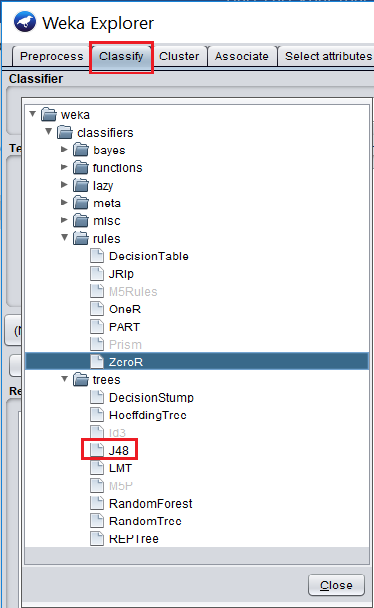 Weka Explorer
Preprocess Classify Cluster Associate Select attributes
Classifier
Te
weka
classifiers
bayes
functions
lazy
meta
misc
rules
DecisionTable
JRip
M5Rules
OneR
PART
(N
Prism
ZeroR
trees
Re
DecisionStump
HoeffdingTree
Id3
J48
LMT
M5P
RandomForest
RandomTree
REPTree
Close